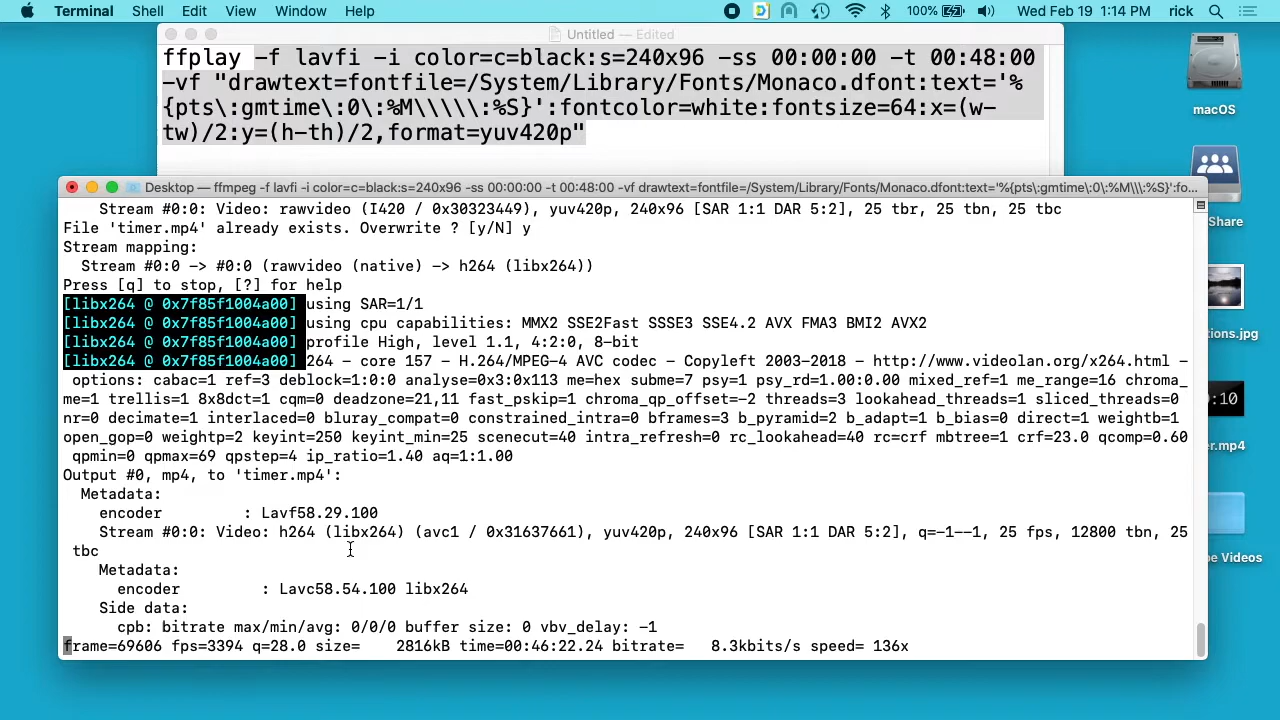 Terminal Shell Edit View Window Help 100% Wed Feb 19 1:14 PM rick
Untitled — Edited
ffplay -f lavfi -i color=c=black:s=240x96 -ss 00:00:00 -t 00:48:00
-vf "drawtext=fontfile=/System/Library/Fonts/Monaco.dfont:text='%
{pts\:gmtime\:0\:%M\\\\\:%S}':fontcolor=white:fontsize=64:x=(w-
tw)/2:y=(h-th)/2,format=yuv420p"
macOS
Share
tions.jpg
:10
er.mp4
Videos
Desktop — ffmpeg -f lavfi -i color=c=black:s=240x96 -ss 00:00:00 -t 00:48:00 -vf drawtext=fontfile=/System/Library/Fonts/Monaco.dfont:text='%{pts\:gmtime\:0\:%M\\\:%S}':fo...
Stream #0:0: Video: rawvideo (I420 / 0x30323449), yuv420p, 240x96 [SAR 1:1 DAR 5:2], 25 tbr, 25 tbn, 25 tbc
File 'timer.mp4' already exists. Overwrite ? [y/N] y
Stream mapping:
Stream #0:0 -> #0:0 (rawvideo (native) -> h264 (libx264))
Press [q] to stop, [?] for help
[libx264 @ 0x7f85f1004a00] using SAR=1/1
[libx264 @ 0x7f85f1004a00] using cpu capabilities: MMX2 SSE2Fast SSSE3 SSE4.2 AVX FMA3 BMI2 AVX2
[libx264 @ 0x7f85f1004a00] profile High, level 1.1, 4:2:0, 8-bit
[libx264 @ 0x7f85f1004a00] 264 - core 157 - H.264/MPEG-4 AVC codec - Copyleft 2003-2018 - http://www.videolan.org/x264.html -
options: cabac=1 ref=3 deblock=1:0:0 analyse=0x3:0x113 me=hex subme=7 psy=1 psy_rd=1.00:0.00 mixed_ref=1 me_range=16 chroma_
me=1 trellis=1 8x8dct=1 cqm=0 deadzone=21,11 fast_pskip=1 chroma_qp_offset=-2 threads=3 lookahead_threads=1 sliced_threads=0
nr=0 decimate=1 interlaced=0 bluray_compat=0 constrained_intra=0 bframes=3 b_pyramid=2 b_adapt=1 b_bias=0 direct=1 weightb=1
open_gop=0 weightp=2 keyint=250 keyint_min=25 scenecut=40 intra_refresh=0 rc_lookahead=40 rc=crf mbtree=1 crf=23.0 qcomp=0.60
qpmin=0 qpmax=69 qpstep=4 ip_ratio=1.40 aq=1:1.00
Output #0, mp4, to 'timer.mp4':
Metadata:
encoder : Lavf58.29.100
Stream #0:0: Video: h264 (libx264) (avc1 / 0x31637661), yuv420p, 240x96 [SAR 1:1 DAR 5:2], q=-1--1, 25 fps, 12800 tbn, 25
tbc
Metadata:
encoder : Lavc58.54.100 libx264
Side data:
cpb: bitrate max/min/avg: 0/0/0 buffer size: 0 vbv_delay: -1
frame=69606 fps=3394 q=28.0 size= 2816kB time=00:46:22.24 bitrate= 8.3kbits/s speed= 136x